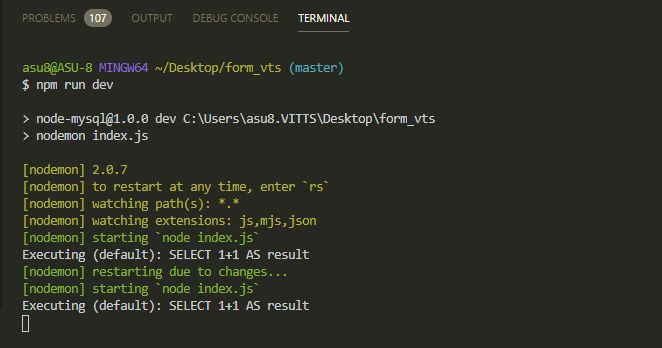 PROBLEMS 107 OUTPUT DEBUG CONSOLE TERMINAL
asu8@ASU-8 MINGW64 ~/Desktop/form_vts (master)
$ npm run dev
> node-mysql@1.0.0 dev C:\Users\asu8.VITTS\Desktop\form_vts
> nodemon index.js
[nodemon] 2.0.7
[nodemon] to restart at any time, enter `rs`
[nodemon] watching path(s): *.*
[nodemon] watching extensions: js,mjs,json
[nodemon] starting `node index.js`
Executing (default): SELECT 1+1 AS result
[nodemon] restarting due to changes...
[nodemon] starting `node index.js`
Executing (default): SELECT 1+1 AS result